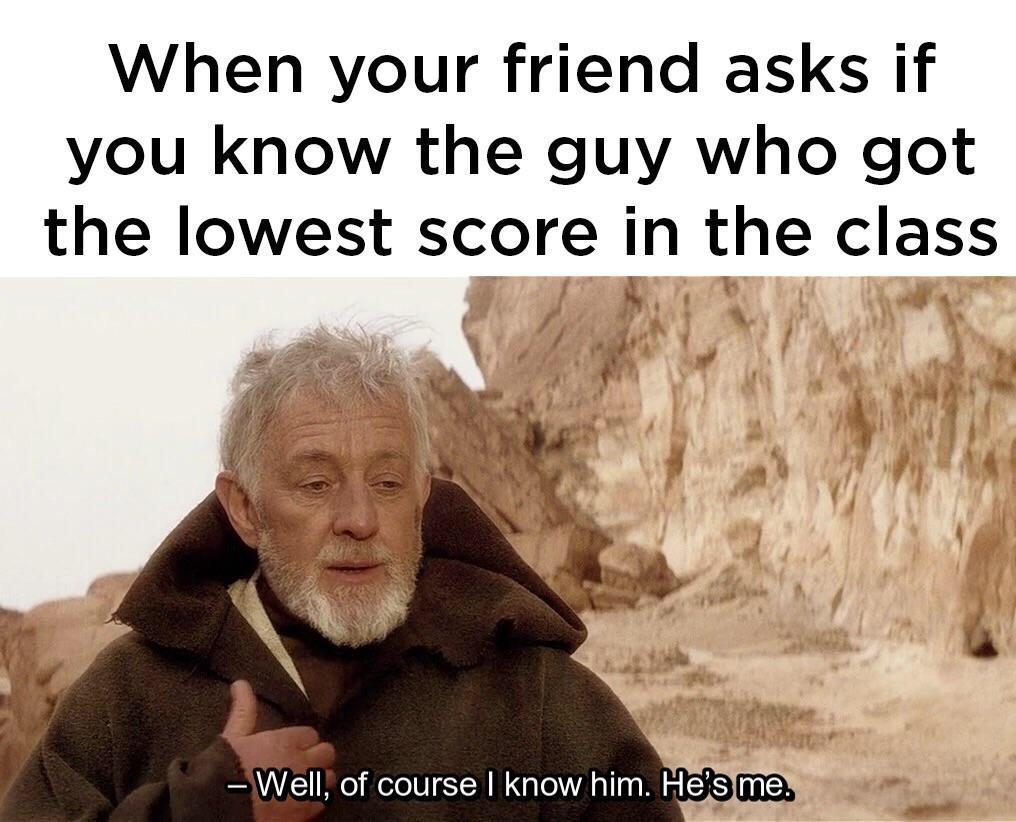 When your friend asks if
you know the guy who got
the lowest score in the class
– Well, of course I know him. He's me.